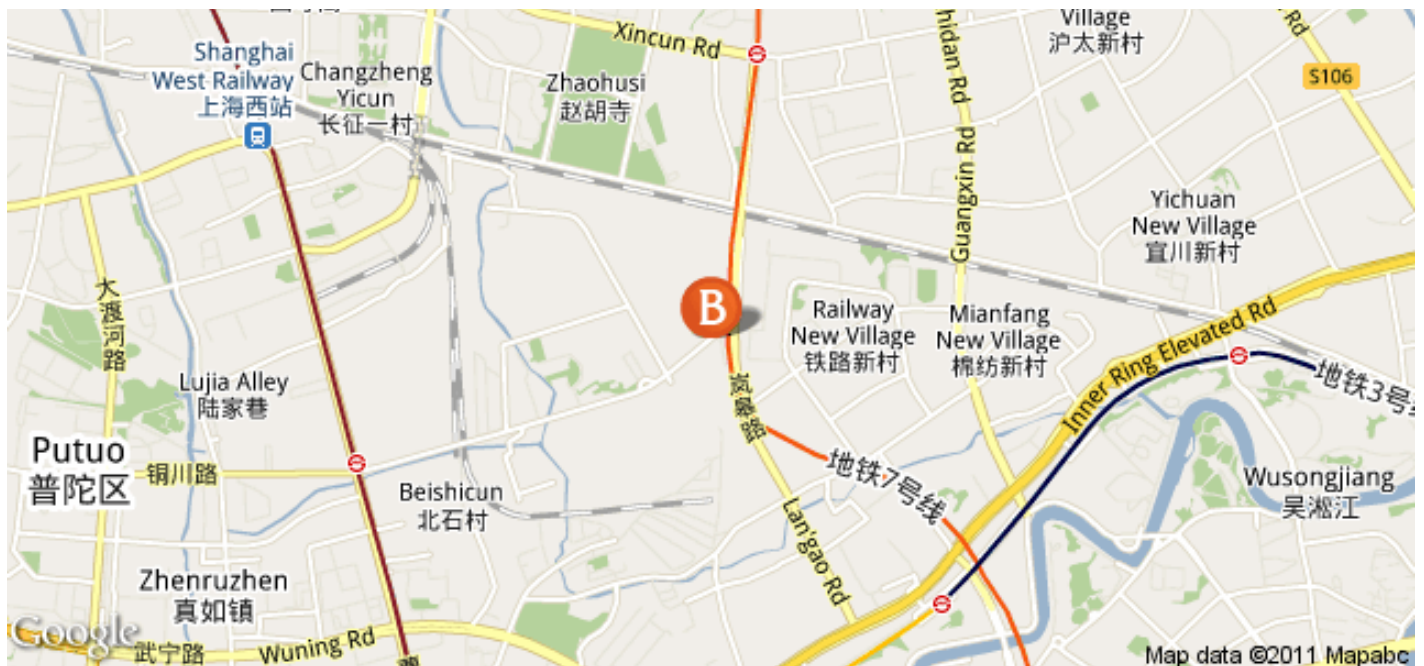 Xincun Rd
Village
沪太新村
S106
Shanghai
West Railway
上海西站
Changzheng
Yicun
长征一村
Zhaohusi
赵胡寺
Guangxin Rd
Yichuan
New Village
宜川新村
大渡河路
B
Railway
New Village
铁路新村
Mianfang
New Village
棉纺新村
Inner Ring Elevated Rd
地铁3号线
Lujia Alley
陆家巷
岚皋路
Putuo
普陀区
铜川路
Beishicun
北石村
地铁7号线
Wusongjiang
吴淞江
Lan'gao Rd
Zhenruzhen
真如镇
Google
武宁路
Wuning Rd
Map data ©2011 Mapabc